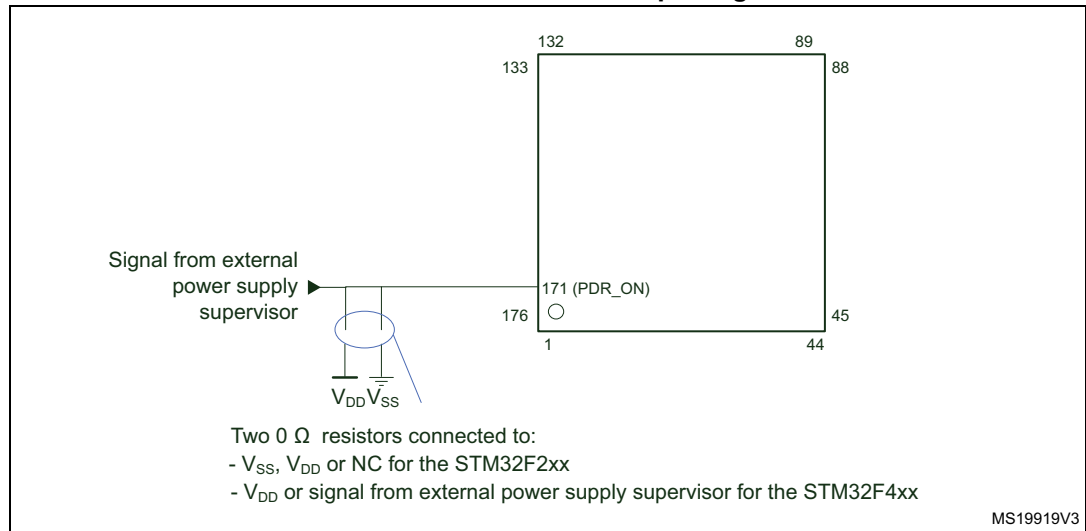 132
89
133
88
Signal from external
power supply
supervisor
171 (PDR_ON)
176
45
1
44
VDD VSS
Two 0 Ω resistors connected to:
- VSS, VDD or NC for the STM32F2xx
- VDD or signal from external power supply supervisor for the STM32F4xx
MS19919V3